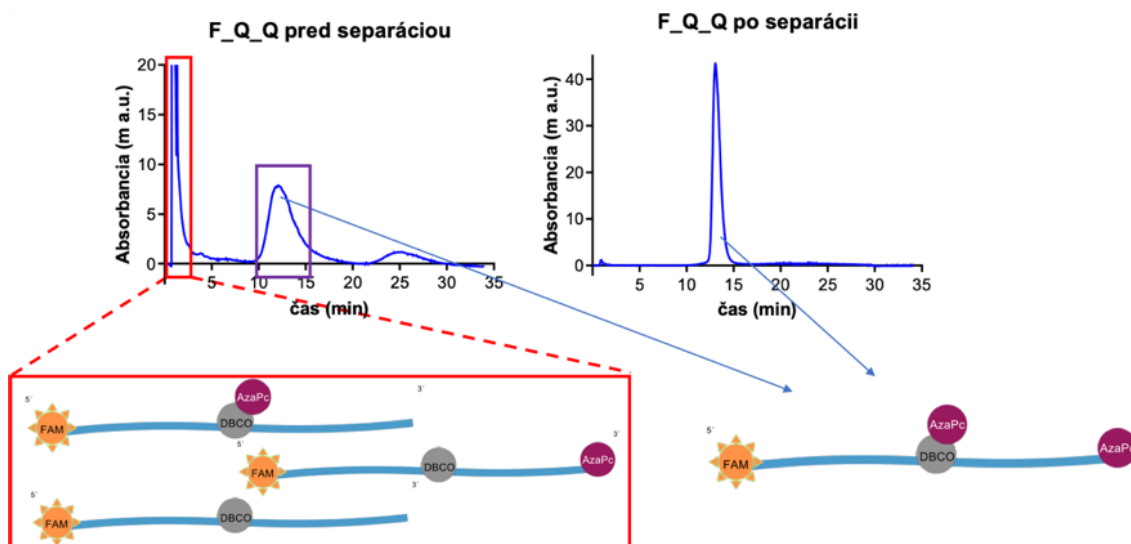 F_Q_Q pred separáciou
F_Q_Q po separácii
Absorbancia (m a.u.)
20
15
10
5
0
5
10
15
20
25
30
35
čas (min)
Absorbancia (m a.u.)
40
30
20
10
0
0
5
10
15
20
25
30
35
čas (min)
5´
AzaPc
3´
FAM
DBCO
5´
3´
FAM
DBCO
AzaPc
3´
5´
FAM
DBCO
5´
AzaPc
AzaPc
FAM
DBCO